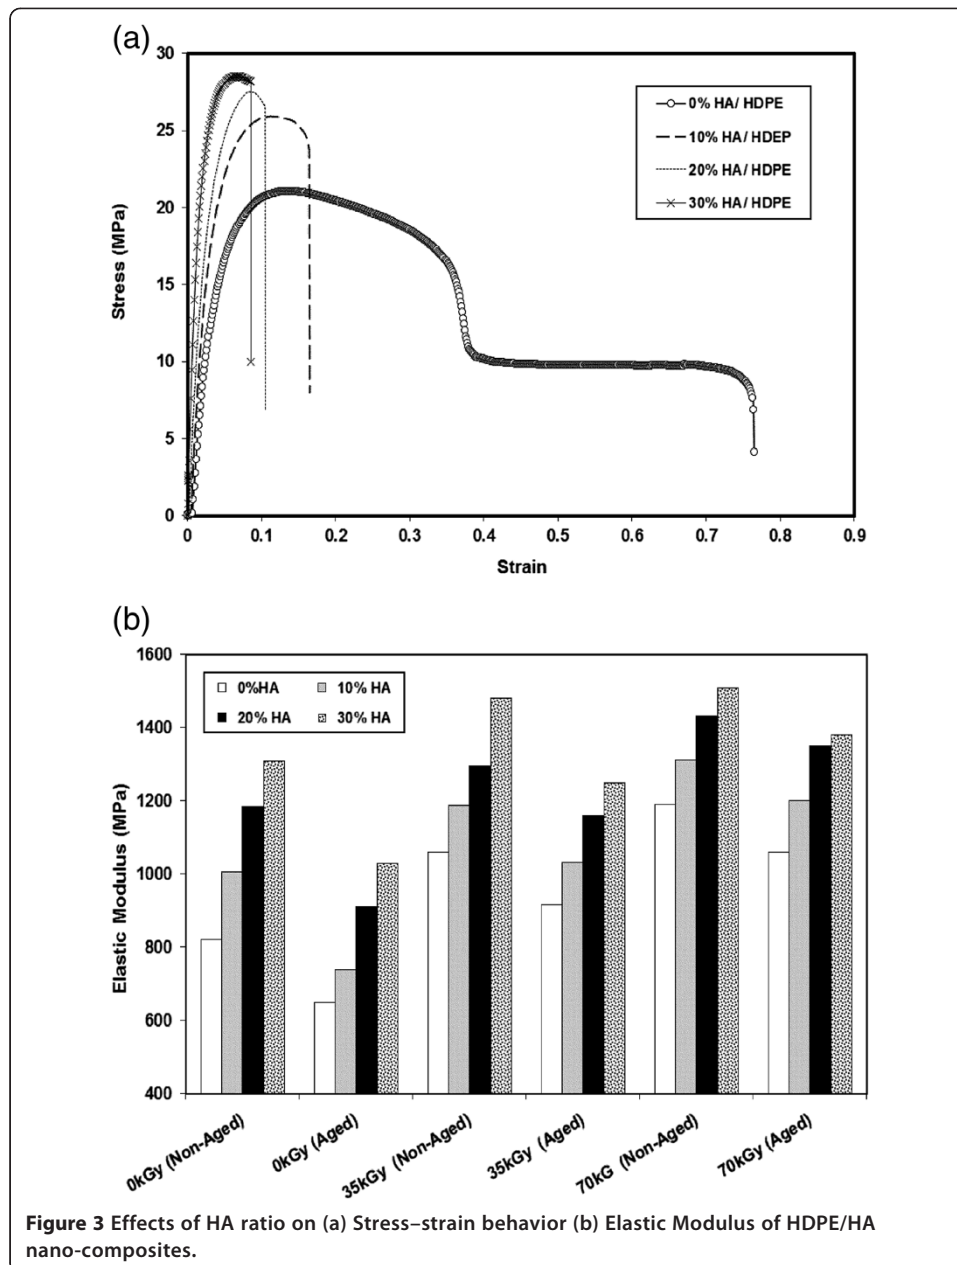 (a)
30
25
20
15
10
5
0
Stress (MPa)
0% HA/ HDPE
10% HA/ HDEP
20% HA/ HDPE
30% HA/ HDPE
0 0.1 0.2 0.3 0.4 0.5 0.6 0.7 0.8 0.9
Strain
(b)
1600
1400
1200
1000
800
600
400
Elastic Modulus (MPa)
0%HA 10% HA
20% HA 30% HA
0kGy (Non-Aged) 0kGy (Aged) 35kGy (Non-Aged) 35kGy (Aged) 70kG (Non-Aged) 70kGy (Aged)
Figure 3 Effects of HA ratio on (a) Stress–strain behavior (b) Elastic Modulus of HDPE/HA
nano-composites.